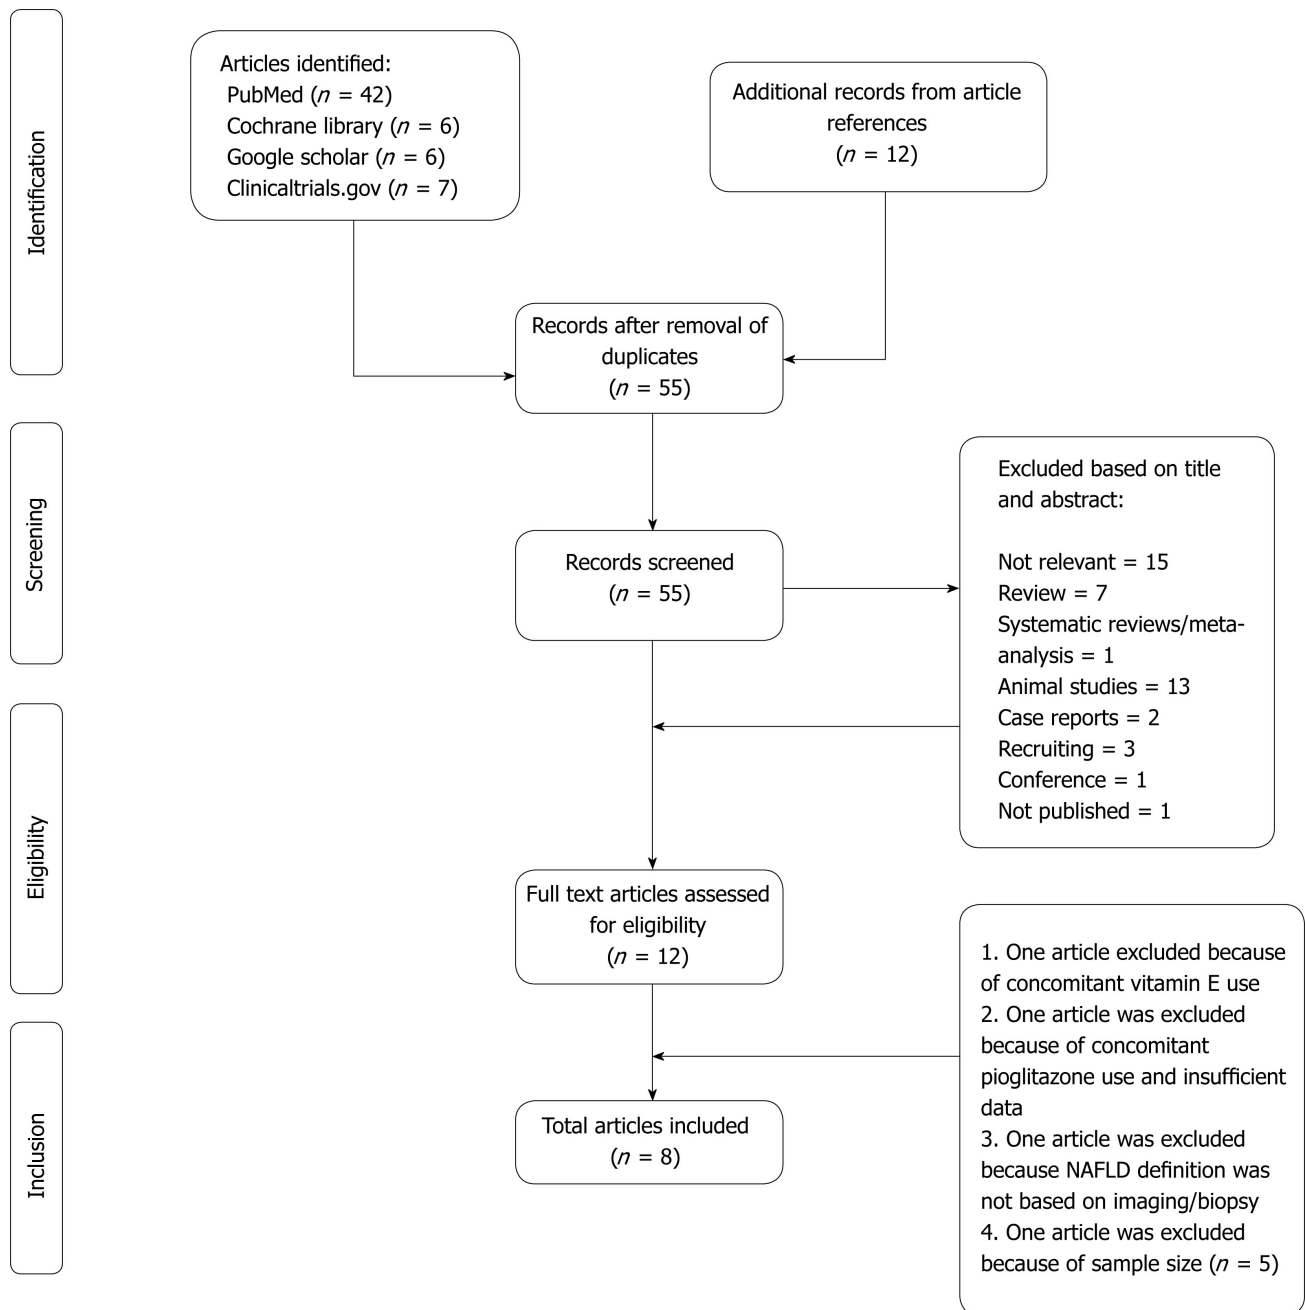 Identification
Articles identified:
PubMed (n = 42)
Cochrane library (n = 6)
Google scholar (n = 6)
Clinicaltrials.gov (n = 7)
Additional records from article
references
(n = 12)
Records after removal of
duplicates
(n = 55)
Screening
Records screened
(n = 55)
Excluded based on title
and abstract:
Not relevant = 15
Review = 7
Systematic reviews/meta-
analysis = 1
Animal studies = 13
Case reports = 2
Recruiting = 3
Conference = 1
Not published = 1
Eligibility
Full text articles assessed
for eligibility
(n = 12)
1. One article excluded because
of concomitant vitamin E use
2. One article was excluded
because of concomitant
pioglitazone use and insufficient
data
3. One article was excluded
because NAFLD definition was
not based on imaging/biopsy
4. One article was excluded
because of sample size (n = 5)
Inclusion
Total articles included
(n = 8)